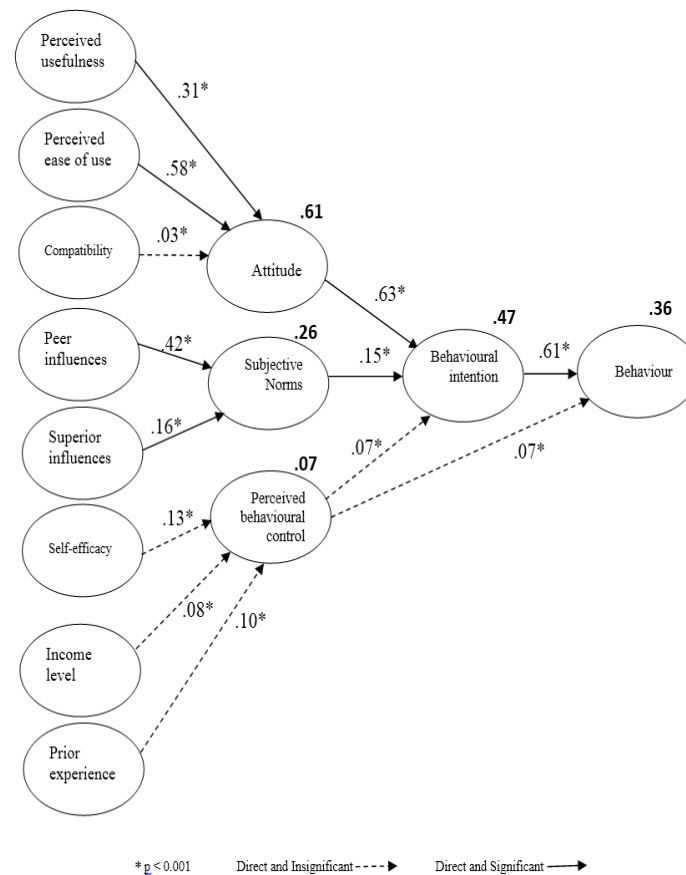 Perceived
usefulness
.31*
Perceived
ease of use
.58*
.61
Compatibility
.03*
Attitude
.63*
Peer
influences
.42*
.26
Subjective
Norms
.15*
.47
Behavioural
intention
.61*
.36
Behaviour
Superior
influences
.16*
.07*
.07*
.07
Perceived
behavioural
control
Self-efficacy
.13*
.08*
.10*
Income
level
Prior
experience
* p < 0.001
Direct and Insignificant
Direct and Significant